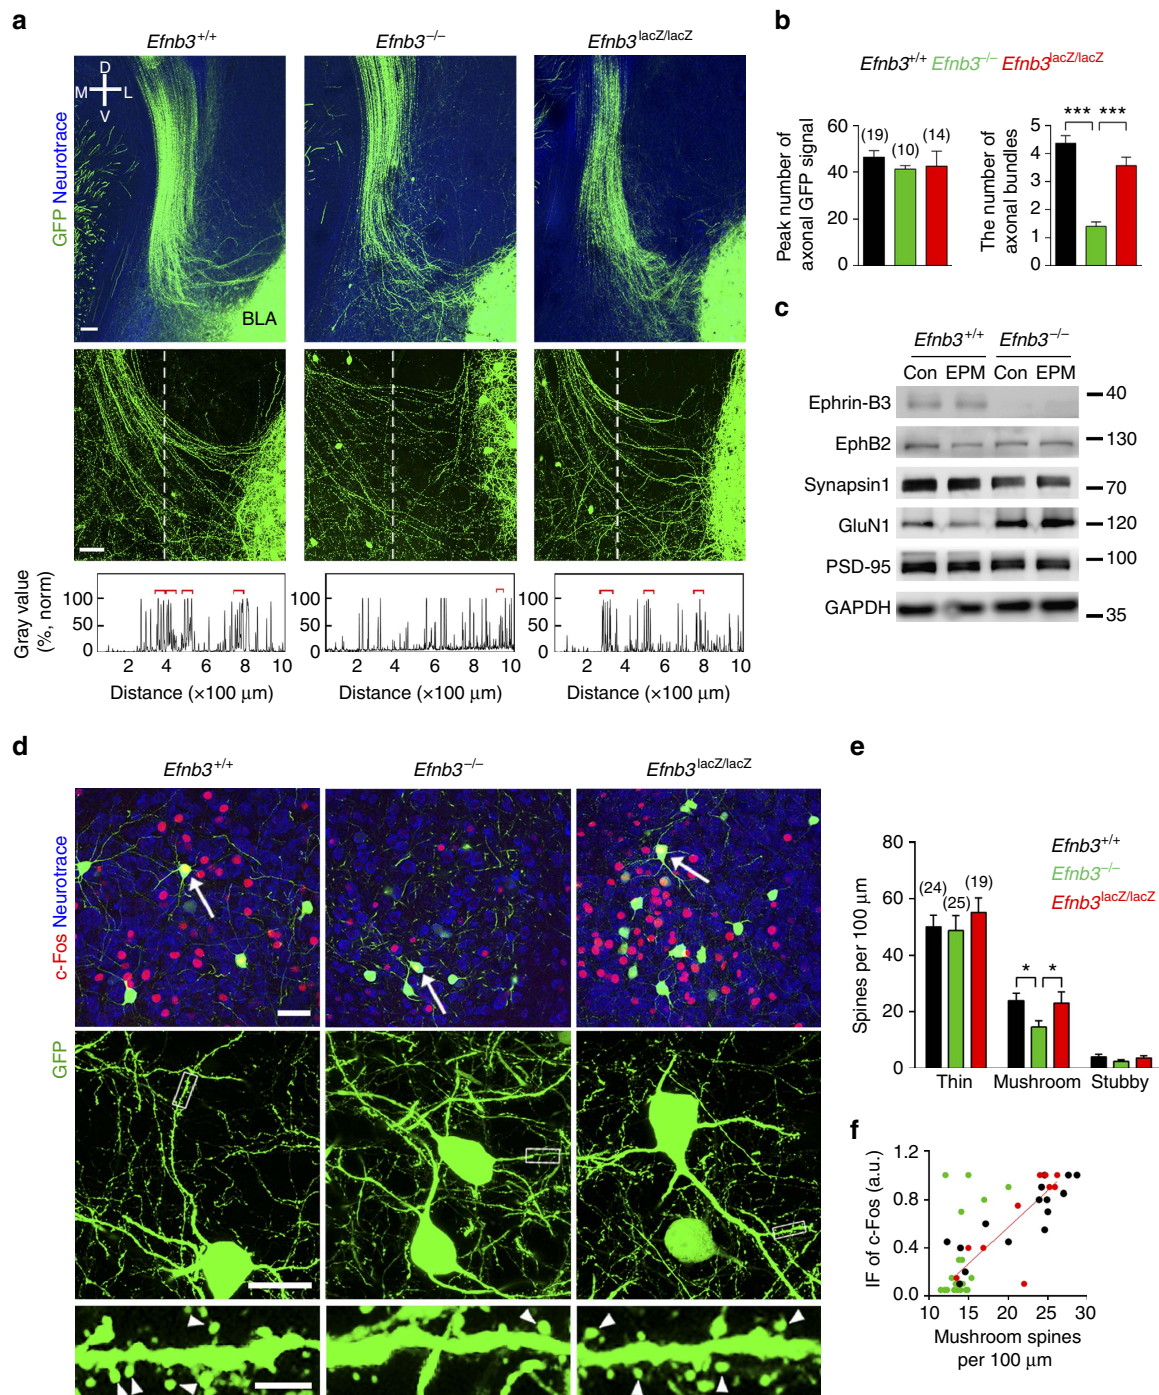 a
Efnb3+/+ Efnb3−/− Efnb3lacZ/lacZ
GFP Neurotrace
D
M L
V
BLA
Gray value
(%, norm)
100
50
0
2 4 6 8 10
Distance (×100 µm)
100
50
0
2 4 6 8 10
Distance (×100 µm)
100
50
0
2 4 6 8 10
Distance (×100 µm)
b
Efnb3+/+ Efnb3−/− Efnb3lacZ/lacZ
Peak number of
axonal GFP signal
60
40
20
0
(19) (10) (14)
The number of
axonal bundles
5
4
3
2
1
0
*** ***
c
Efnb3+/+ Efnb3−/−
Con EPM Con EPM
Ephrin-B3 40
EphB2 130
Synapsin1 70
GluN1 120
PSD-95 100
GAPDH 35
d
Efnb3+/+ Efnb3−/− Efnb3lacZ/lacZ
c-Fos Neurotrace
GFP
e
Spines per 100 µm
80
60
40
20
0
(24) (25) (19)
* *
Efnb3+/+
Efnb3−/−
Efnb3lacZ/lacZ
Thin Mushroom Stubby
f
IF of c-Fos (a.u.)
1.2
0.8
0.4
0.0
10 15 20 25 30
Mushroom spines
per 100 µm